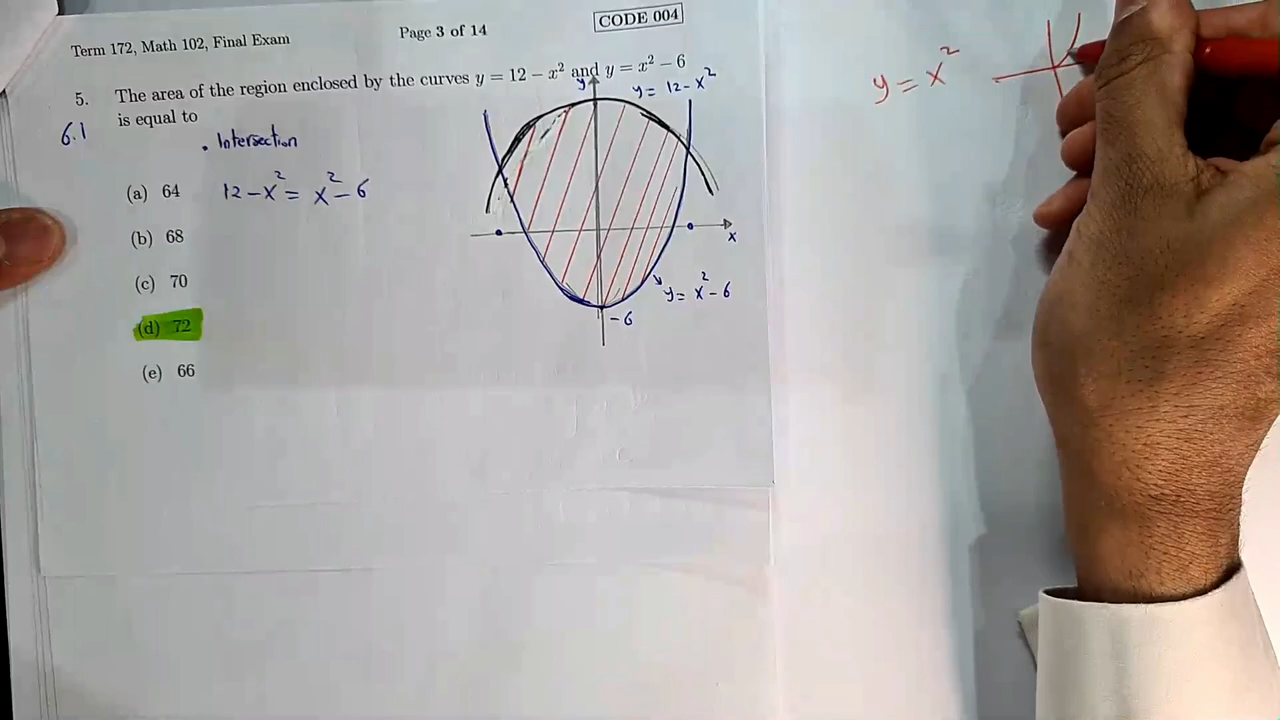 Term 172, Math 102, Final Exam
Page 3 of 14
CODE 004
5. The area of the region enclosed by the curves y = 12 − x² and y = x² − 6
is equal to
6.1
. Intersection
12 − x² = x² − 6
(a) 64
(b) 68
(c) 70
(d) 72
(e) 66
y
y = 12 - x²
x
y = x² - 6
-6
y = x²